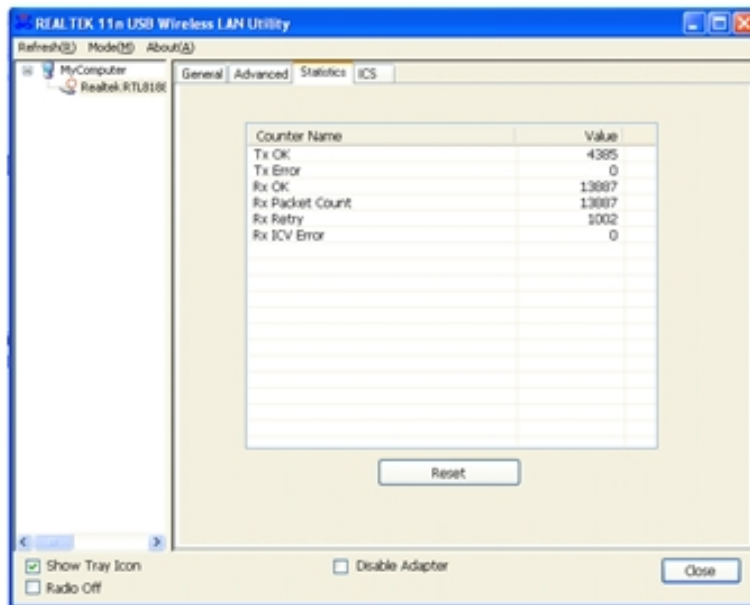 REALTEK 11n USB Wireless LAN Utility
Refresh(R) Mode(M) About(A)
MyComputer
Realtek RTL818
General Advanced Statistics ICS
Counter Name Value
Tx OK 4385
Tx Error 0
Rx OK 13887
Rx Packet Count 13887
Rx Retry 1002
Rx ICV Error 0
Reset
Show Tray Icon
Disable Adapter
Radio Off
Close